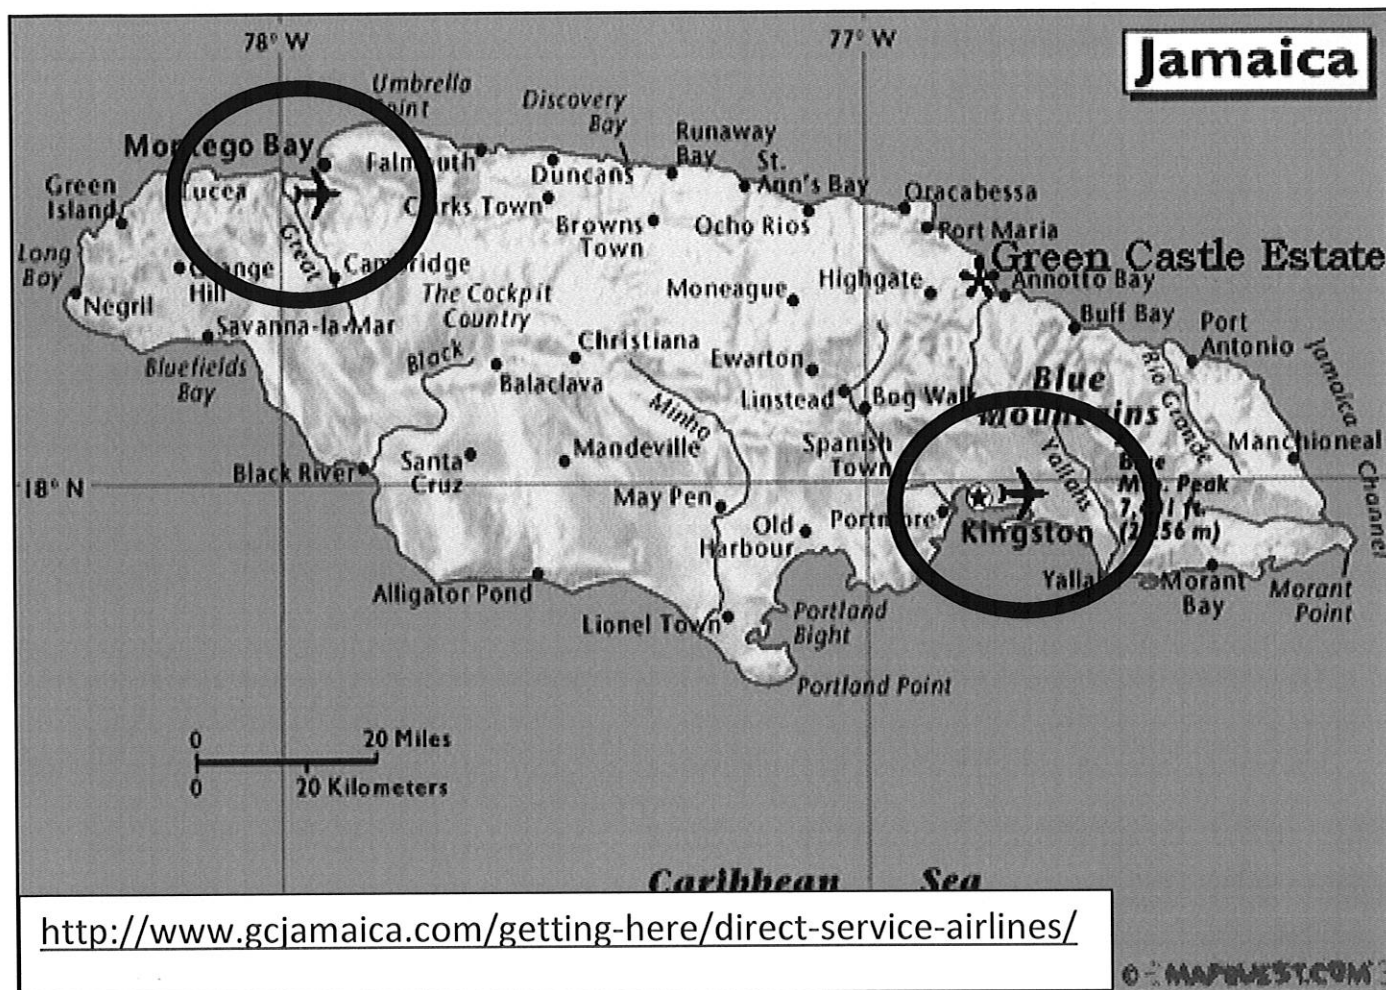 78° W
77° W
Jamaica
Umbrella
Point
Discovery
Bay
Montego Bay
Falmouth
Duncans
Runaway
Bay
St.
Ann's Bay
Oracabessa
Green
Island
Lucea
Clarks Town
Browns
Town
Ocho Rios
Port Maria
Green Castle Estate
Long
Bay
Great
Cambridge
Orange
Hill
The Cockpit
Country
Moneague
Highgate
Annotto Bay
Negril
Savanna-la-Mar
Buff Bay
Port
Antonio
Bluefields
Bay
Black
Christiana
Balaclava
Ewarton
Blue
Mountains
Rio Grande
Jamaica Channel
Minho
Linstead
Bog Walk
Spanish
Town
Yallahs
Manchioneal
18° N
Black River
Santa
Cruz
Mandeville
May Pen
Old
Harbour
Portmore
Kingston
Blue
Mtn. Peak
ft.
m)
Morant
Bay
Morant
Point
Alligator Pond
Lionel Town
Portland
Bight
Portland Point
0 20 Miles
0 20 Kilometers
Caribbean Sea
http://www.gcjamaica.com/getting-here/direct-service-airlines/
© MAPQUEST.COM